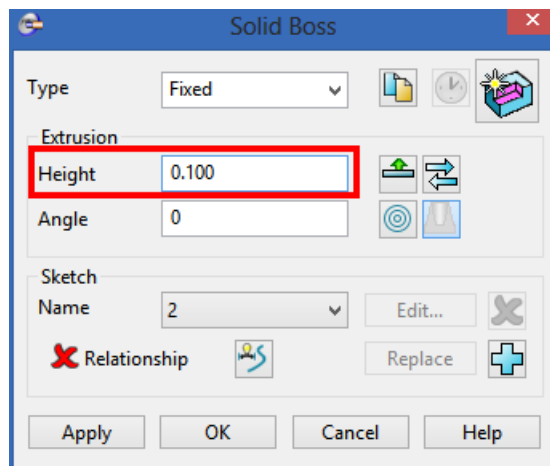 Solid Boss
Type Fixed
Extrusion
Height 0.100
Angle 0
Sketch
Name 2 Edit...
Relationship Replace
Apply OK Cancel Help